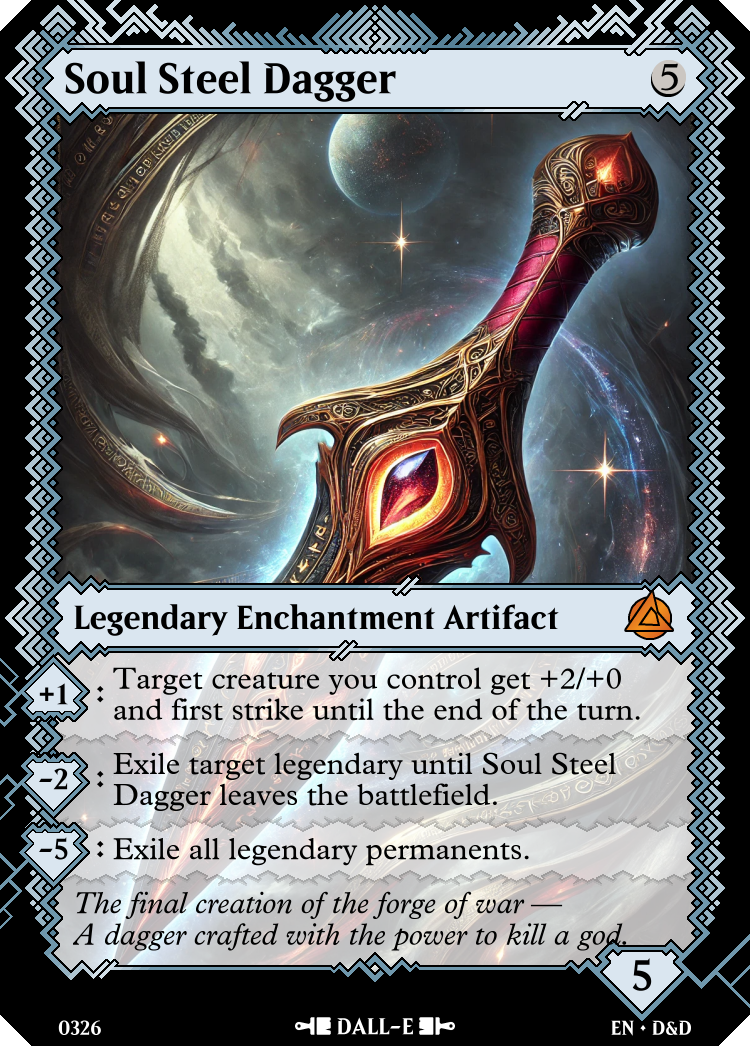 Soul Steel Dagger
5
Legendary Enchantment Artifact
+1 : Target creature you control get +2/+0
and first strike until the end of the turn.
-2 : Exile target legendary until Soul Steel
Dagger leaves the battlefield.
-5 : Exile all legendary permanents.
The final creation of the forge of war —
A dagger crafted with the power to kill a god.
5
0326
DALL-E
EN • D&D